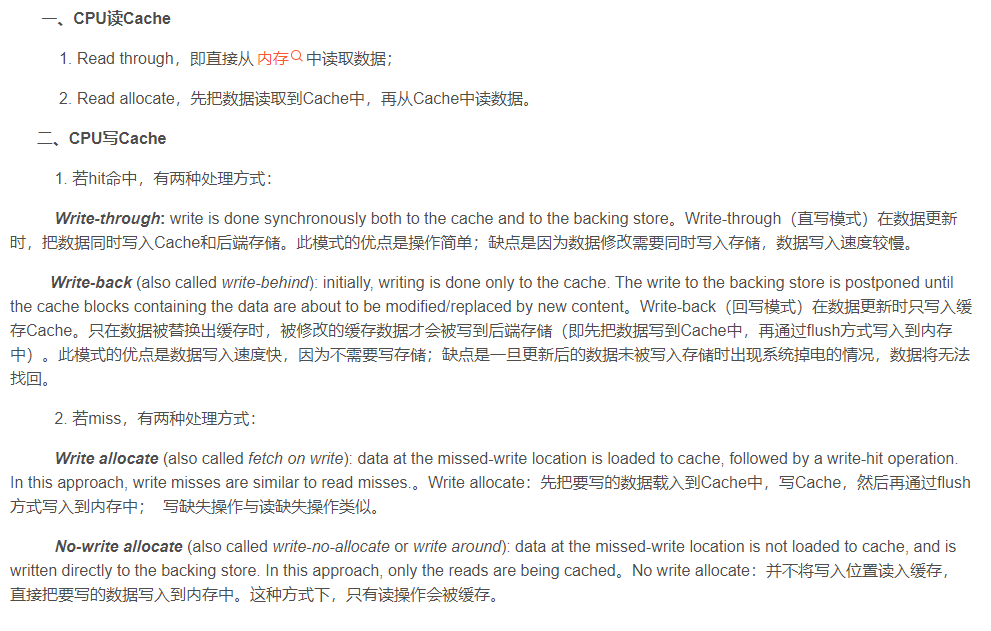 一、CPU读Cache
1. Read through，即直接从 内存 中读取数据；
2. Read allocate，先把数据读取到Cache中，再从Cache中读数据。
二、CPU写Cache
1. 若hit命中，有两种处理方式：
Write-through: write is done synchronously both to the cache and to the backing store。Write-through（直写模式）在数据更新
时，把数据同时写入Cache和后端存储。此模式的优点是操作简单；缺点是因为数据修改需要同时写入存储，数据写入速度较慢。
Write-back (also called write-behind): initially, writing is done only to the cache. The write to the backing store is postponed until
the cache blocks containing the data are about to be modified/replaced by new content。Write-back（回写模式）在数据更新时只写入缓
存Cache。只在数据被替换出缓存时，被修改的缓存数据才会被写到后端存储（即先把数据写到Cache中，再通过flush方式写入到内存
中）。此模式的优点是数据写入速度快，因为不需要写存储；缺点是一旦更新后的数据未被写入存储时出现系统掉电的情况，数据将无法
找回。
2. 若miss，有两种处理方式：
Write allocate (also called fetch on write): data at the missed-write location is loaded to cache, followed by a write-hit operation.
In this approach, write misses are similar to read misses.。Write allocate：先把要写的数据载入到Cache中，写Cache，然后再通过flush
方式写入到内存中； 写缺失操作与读缺失操作类似。
No-write allocate (also called write-no-allocate or write around): data at the missed-write location is not loaded to cache, and is
written directly to the backing store. In this approach, only the reads are being cached。No write allocate：并不将写入位置读入缓存，
直接把要写的数据写入到内存中。这种方式下，只有读操作会被缓存。